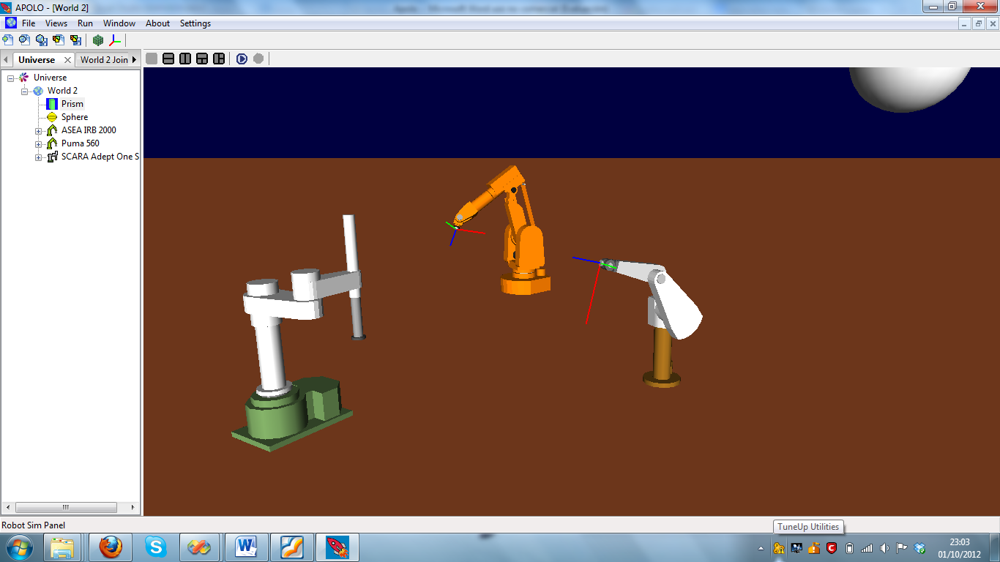 APOLO - [World 2]
File Views Run Window About Settings
Universe World 2 Join
Universe
World 2
Prism
Sphere
ASEA IRB 2000
Puma 560
SCARA Adept One S
Robot Sim Panel
TuneUp Utilities
23:03
01/10/2012